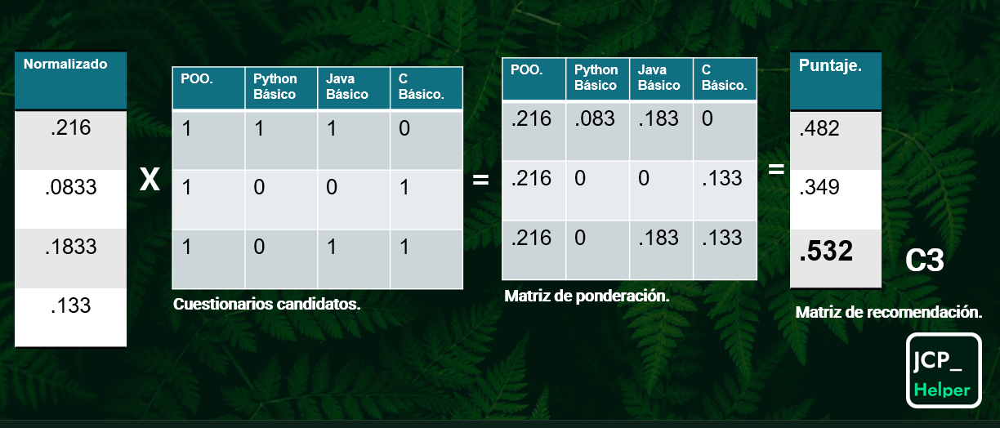 Normalizado
.216
.0833
.1833
.133
X
POO. Python Básico Java Básico C Básico.
1 1 1 0
1 0 0 1
1 0 1 1
Cuestionarios candidatos.
=
POO. Python Básico Java Básico C Básico.
.216 .083 .183 0
.216 0 0 .133
.216 0 .183 .133
Matriz de ponderación.
=
Puntaje.
.482
.349
.532
C3
Matriz de recomendación.
JCP_
Helper